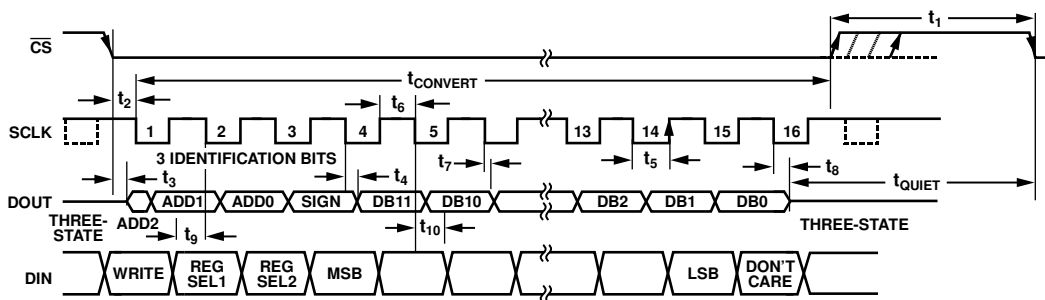 t1
CS
tCONVERT
t2
t6
SCLK
1 2 3 4 5 13 14 15 16
3 IDENTIFICATION BITS
t3
t4
t7
t5
t8
tQUIET
DOUT
ADD1 ADD0 SIGN DB11 DB10 DB2 DB1 DB0
THREE-
STATE
ADD2
THREE-STATE
t9
t10
DIN
WRITE
REG
SEL1
REG
SEL2
MSB
LSB
DON'T
CARE